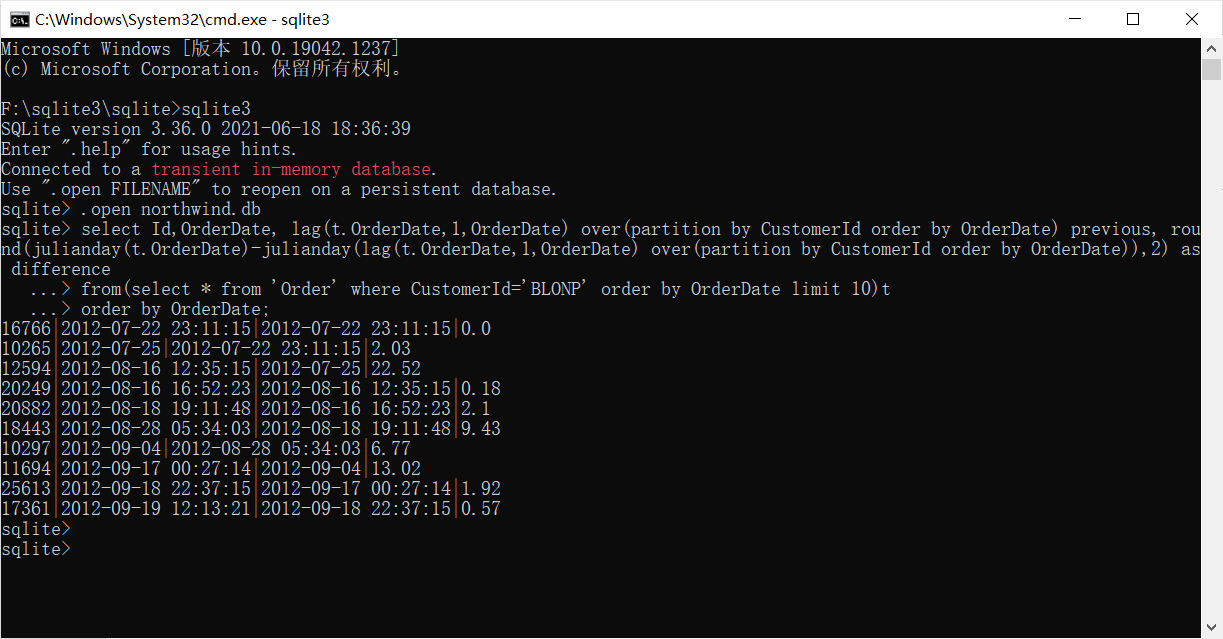 C:\Windows\System32\cmd.exe - sqlite3
Microsoft Windows [版本 10.0.19042.1237]
(c) Microsoft Corporation。保留所有权利。
F:\sqlite3\sqlite>sqlite3
SQLite version 3.36.0 2021-06-18 18:36:39
Enter ".help" for usage hints.
Connected to a transient in-memory database.
Use ".open FILENAME" to reopen on a persistent database.
sqlite> .open northwind.db
sqlite> select Id,OrderDate, lag(t.OrderDate,1,OrderDate) over(partition by CustomerId order by OrderDate) previous, rou
nd(julianday(t.OrderDate)-julianday(lag(t.OrderDate,1,OrderDate) over(partition by CustomerId order by OrderDate)),2) as
 difference
   ...> from(select * from 'Order' where CustomerId='BLONP' order by OrderDate limit 10)t
   ...> order by OrderDate;
16766|2012-07-22 23:11:15|2012-07-22 23:11:15|0.0
10265|2012-07-25|2012-07-22 23:11:15|2.03
12594|2012-08-16 12:35:15|2012-07-25|22.52
20249|2012-08-16 16:52:23|2012-08-16 12:35:15|0.18
20882|2012-08-18 19:11:48|2012-08-16 16:52:23|2.1
18443|2012-08-28 05:34:03|2012-08-18 19:11:48|9.43
10297|2012-09-04|2012-08-28 05:34:03|6.77
11694|2012-09-17 00:27:14|2012-09-04|13.02
25613|2012-09-18 22:37:15|2012-09-17 00:27:14|1.92
17361|2012-09-19 12:13:21|2012-09-18 22:37:15|0.57
sqlite>
sqlite>